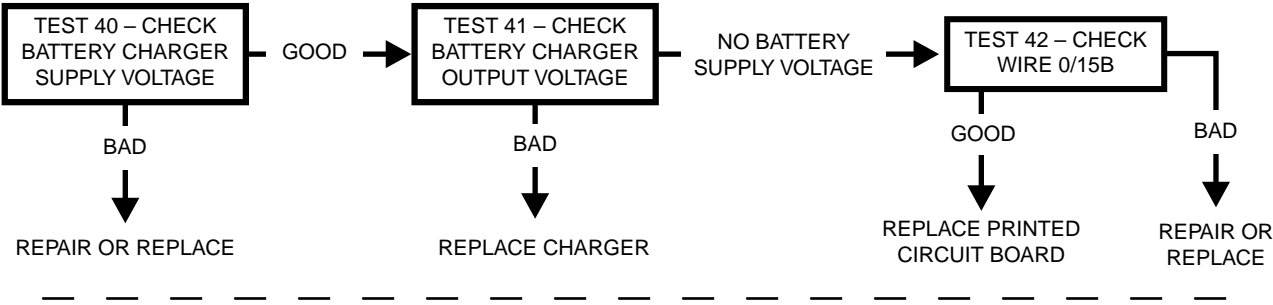 TEST 40 – CHECK
BATTERY CHARGER
SUPPLY VOLTAGE
GOOD
TEST 41 – CHECK
BATTERY CHARGER
OUTPUT VOLTAGE
NO BATTERY
SUPPLY VOLTAGE
TEST 42 – CHECK
WIRE 0/15B
BAD
BAD
GOOD
BAD
REPAIR OR REPLACE
REPLACE CHARGER
REPLACE PRINTED
CIRCUIT BOARD
REPAIR OR
REPLACE